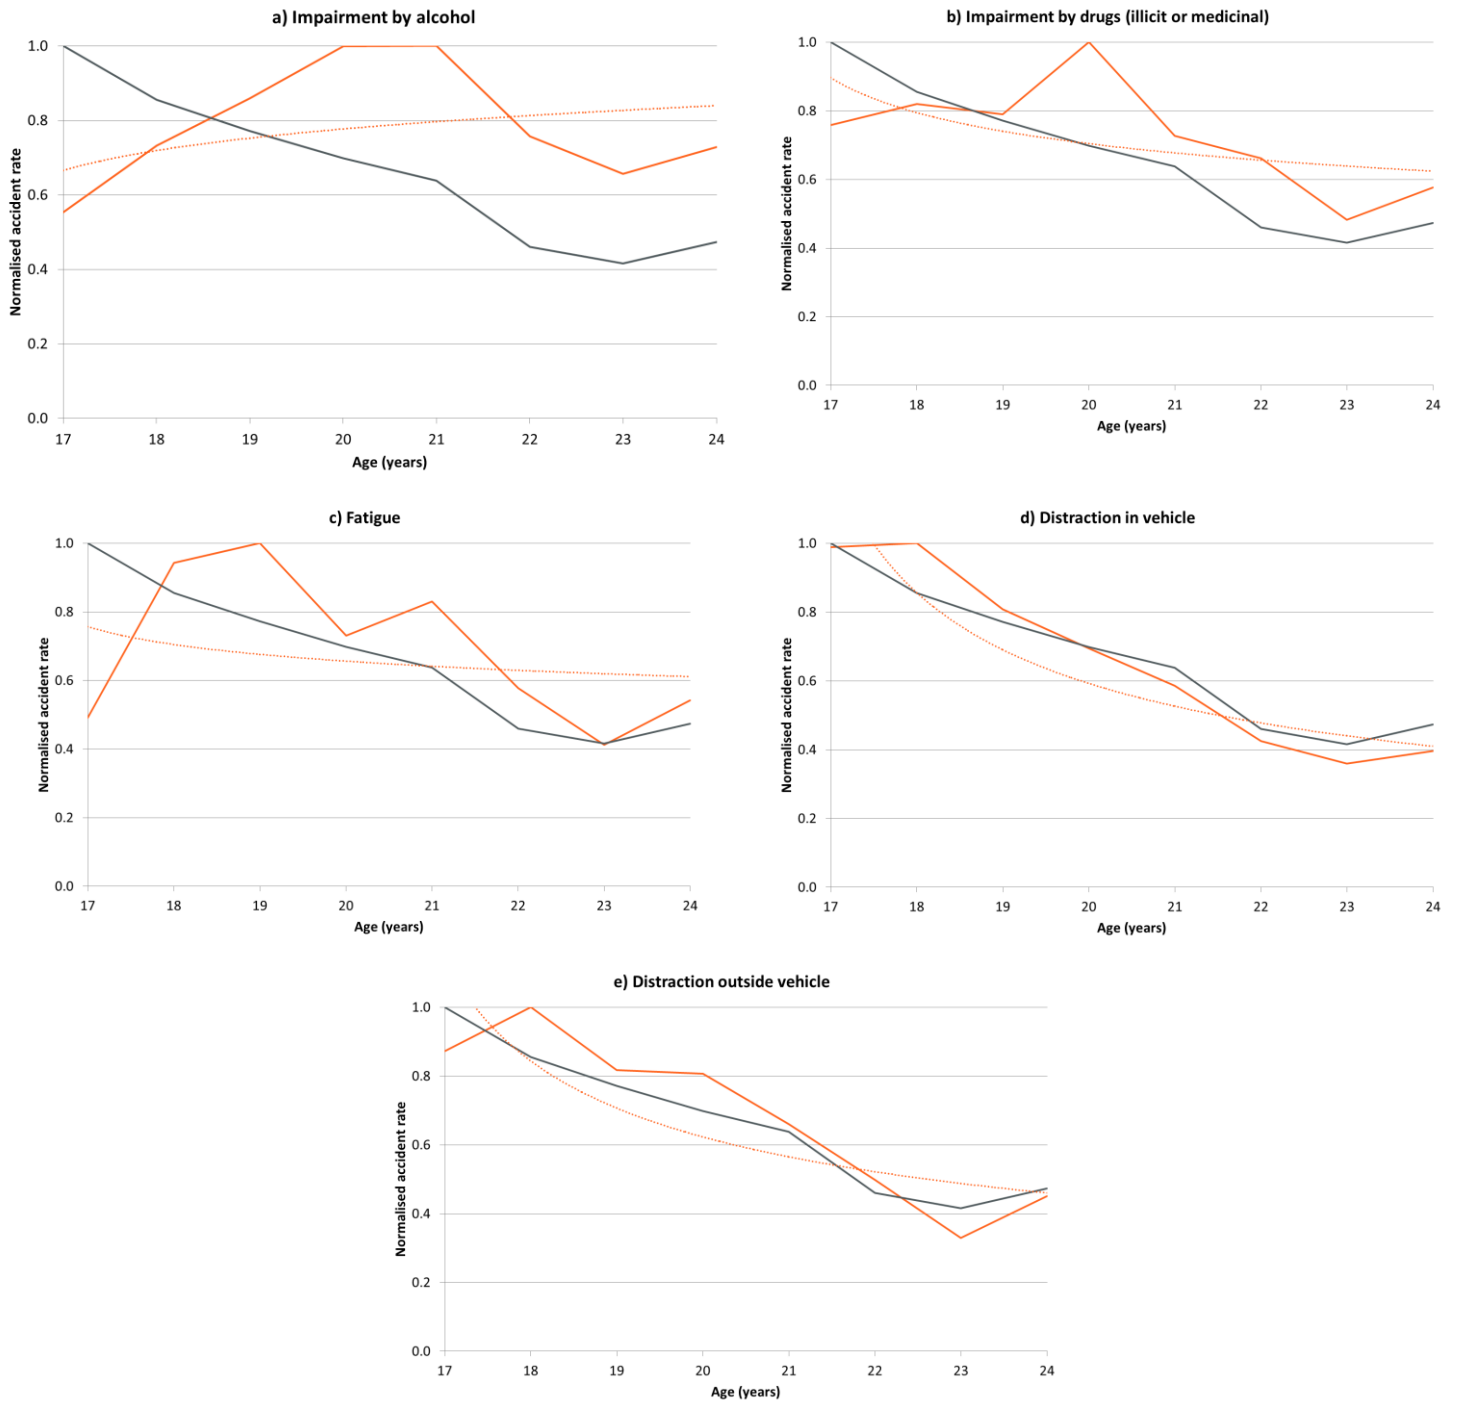 a) Impairment by alcohol
Normalised accident rate
1.0
0.8
0.6
0.4
0.2
0.0
17 18 19 20 21 22 23 24
Age (years)
b) Impairment by drugs (illicit or medicinal)
Normalised accident rate
1.0
0.8
0.6
0.4
0.2
0.0
17 18 19 20 21 22 23 24
Age (years)
c) Fatigue
Normalised accident rate
1.0
0.8
0.6
0.4
0.2
0.0
17 18 19 20 21 22 23 24
Age (years)
d) Distraction in vehicle
Normalised accident rate
1.0
0.8
0.6
0.4
0.2
0.0
17 18 19 20 21 22 23 24
Age (years)
e) Distraction outside vehicle
Normalised accident rate
1.0
0.8
0.6
0.4
0.2
0.0
17 18 19 20 21 22 23 24
Age (years)